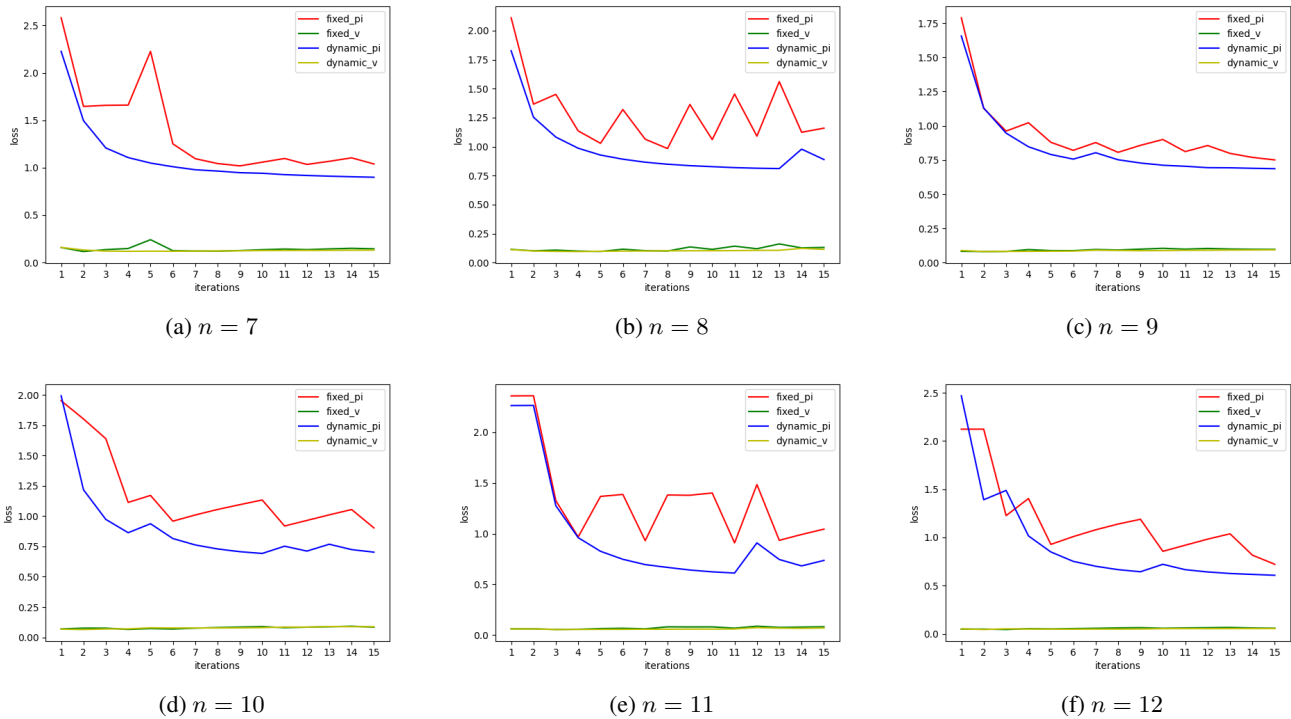 2.5
2.0
1.5
1.0
0.5
0.0
loss
fixed_pi
fixed_v
dynamic_pi
dynamic_v
1 2 3 4 5 6 7 8 9 10 11 12 13 14 15
iterations
(a) n = 7
2.00
1.75
1.50
1.25
1.00
0.75
0.50
0.25
0.00
loss
fixed_pi
fixed_v
dynamic_pi
dynamic_v
1 2 3 4 5 6 7 8 9 10 11 12 13 14 15
iterations
(b) n = 8
1.75
1.50
1.25
1.00
0.75
0.50
0.25
0.00
loss
fixed_pi
fixed_v
dynamic_pi
dynamic_v
1 2 3 4 5 6 7 8 9 10 11 12 13 14 15
iterations
(c) n = 9
2.00
1.75
1.50
1.25
1.00
0.75
0.50
0.25
0.00
loss
fixed_pi
fixed_v
dynamic_pi
dynamic_v
1 2 3 4 5 6 7 8 9 10 11 12 13 14 15
iterations
(d) n = 10
2.0
1.5
1.0
0.5
0.0
loss
fixed_pi
fixed_v
dynamic_pi
dynamic_v
1 2 3 4 5 6 7 8 9 10 11 12 13 14 15
iterations
(e) n = 11
2.5
2.0
1.5
1.0
0.5
0.0
loss
fixed_pi
fixed_v
dynamic_pi
dynamic_v
1 2 3 4 5 6 7 8 9 10 11 12 13 14 15
iterations
(f) n = 12